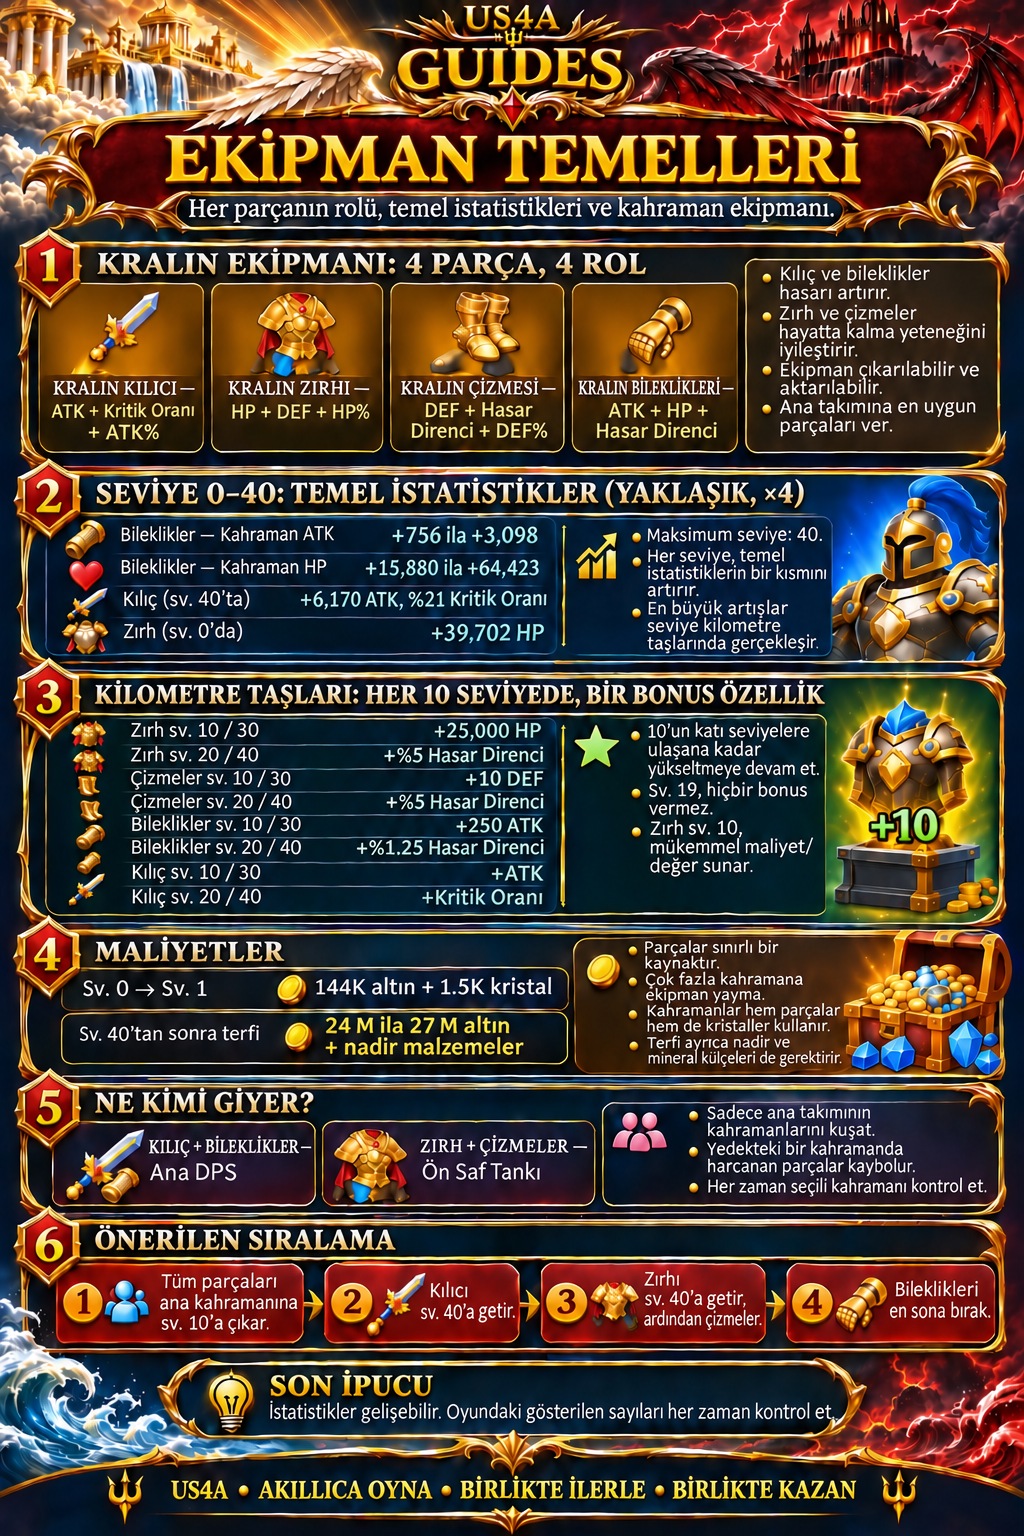 US4A
GUIDES
EKİPMAN TEMELLERİ
Her parçanın rolü, temel istatistikleri ve kahraman ekipmanı.
1
KRALIN EKİPMANI: 4 PARÇA, 4 ROL
KRALIN KILICI —
ATK + Kritik Oranı
+ ATK%
KRALIN ZIRHI —
HP + DEF + HP%
KRALIN ÇİZMESİ —
DEF + Hasar
Direnci + DEF%
KRALIN BİLEKLİKLERİ —
ATK + HP +
Hasar Direnci
Kılıç ve bileklikler
hasarı artırır.
Zırh ve çizmeler
hayatta kalma yeteneğini
iyileştirir.
Ekipman çıkarılabilir ve
aktarılabilir.
Ana takımına en uygun
parçaları ver.
2
SEVİYE 0–40: TEMEL İSTATİSTİKLER (YAKLAŞIK, ×4)
Bileklikler — Kahraman ATK +756 ila +3,098
Bileklikler — Kahraman HP +15,880 ila +64,423
Kılıç (sv. 40'ta) +6,170 ATK, %21 Kritik Oranı
Zırh (sv. 0'da) +39,702 HP
Maksimum seviye: 40.
Her seviye, temel
istatistiklerin bir kısmını
artırır.
En büyük artışlar
seviye kilometre
taşlarında gerçekleşir.
3
KİLOMETRE TAŞLARI: HER 10 SEVİYEDE, BİR BONUS ÖZELLİK
Zırh sv. 10 / 30 +25,000 HP
Zırh sv. 20 / 40 +%5 Hasar Direnci
Çizmeler sv. 10 / 30 +10 DEF
Çizmeler sv. 20 / 40 +%5 Hasar Direnci
Bileklikler sv. 10 / 30 +250 ATK
Bileklikler sv. 20 / 40 +%1.25 Hasar Direnci
Kılıç sv. 10 / 30 +ATK
Kılıç sv. 20 / 40 +Kritik Oranı
10'un katı seviyelere
ulaşana kadar
yükseltmeye devam et.
Sv. 19, hiçbir bonus
vermez.
Zırh sv. 10,
mükemmel maliyet/
değer sunar.
+10
4
MALİYETLER
Sv. 0 → Sv. 1 144K altın + 1.5K kristal
Sv. 40'tan sonra terfi 24 M ila 27 M altın
+ nadir malzemeler
Parçalar sınırlı bir
kaynaktır.
Çok fazla kahramana
ekipman yayma.
Kahramanlar hem parçalar
hem de kristaller kullanır.
Terfi ayrıca nadir ve
mineral külçeleri de gerektirir.
5
NE KİMİ GİYER?
KILIÇ + BİLEKLİKLER —
Ana DPS
ZIRH + ÇİZMELER —
Ön Saf Tankı
Sadece ana takımının
kahramanlarını kuşat.
Yedekteki bir kahramanda
harcanan parçalar kaybolur.
Her zaman seçili kahramanı kontrol et.
6
ÖNERİLEN SIRALAMA
1
Tüm parçaları
ana kahramanına
sv. 10'a çıkar.
2
Kılıcı
sv. 40'a getir.
3
Zırhı
sv. 40'a getir,
ardından çizmeler.
4
Bileklikleri
en sona bırak.
SON İPUCU
İstatistikler gelişebilir. Oyundaki gösterilen sayıları her zaman kontrol et.
US4A • AKILLICA OYNA • BİRLİKTE İLERLE • BİRLİKTE KAZAN